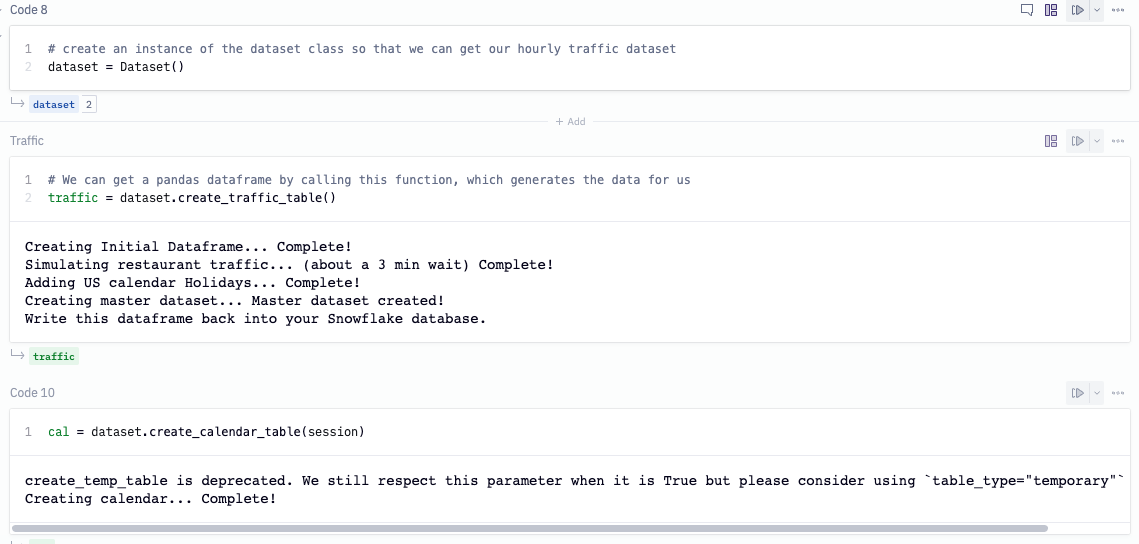 Code 8
1 # create an instance of the dataset class so that we can get our hourly traffic dataset
2 dataset = Dataset()
dataset 2
+ Add
Traffic
1 # We can get a pandas dataframe by calling this function, which generates the data for us
2 traffic = dataset.create_traffic_table()
Creating Initial Dataframe... Complete!
Simulating restaurant traffic... (about a 3 min wait) Complete!
Adding US calendar Holidays... Complete!
Creating master dataset... Master dataset created!
Write this dataframe back into your Snowflake database.
traffic
Code 10
1 cal = dataset.create_calendar_table(session)
create_temp_table is deprecated. We still respect this parameter when it is True but please consider using `table_type="temporary"`
Creating calendar... Complete!